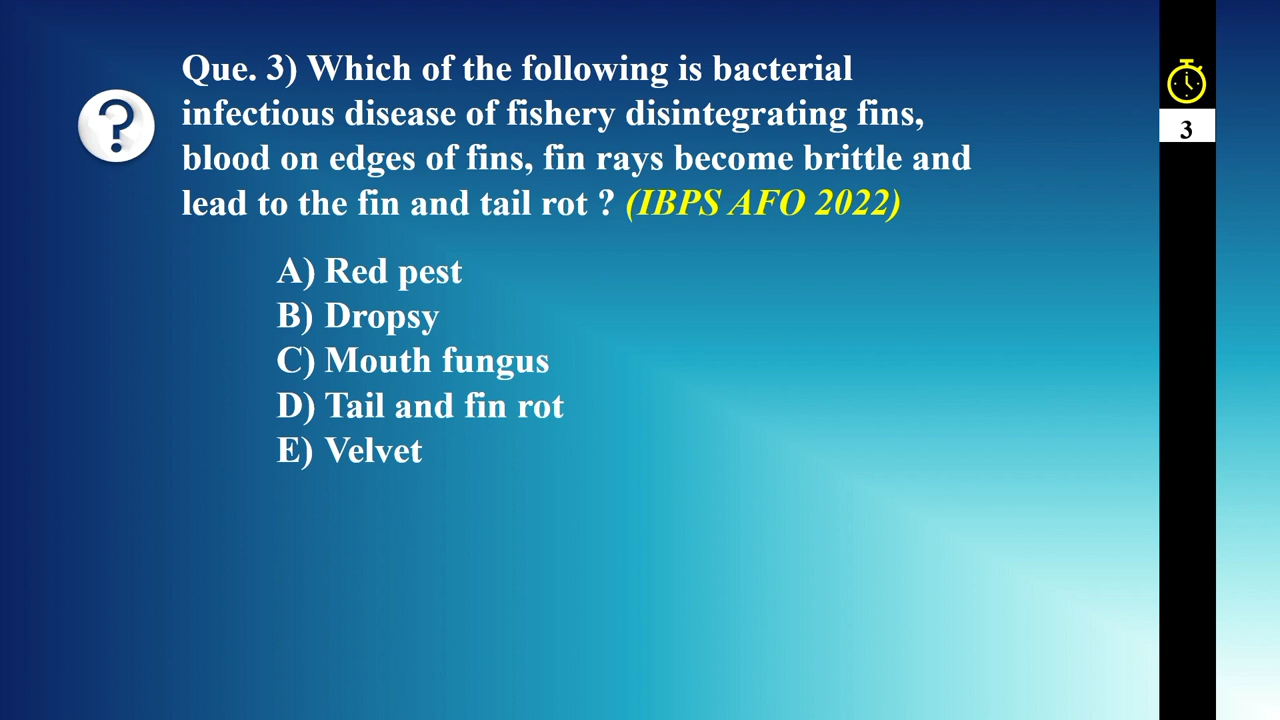 Que. 3) Which of the following is bacterial
infectious disease of fishery disintegrating fins,
blood on edges of fins, fin rays become brittle and
lead to the fin and tail rot ? (IBPS AFO 2022)
A) Red pest
B) Dropsy
C) Mouth fungus
D) Tail and fin rot
E) Velvet
?
3